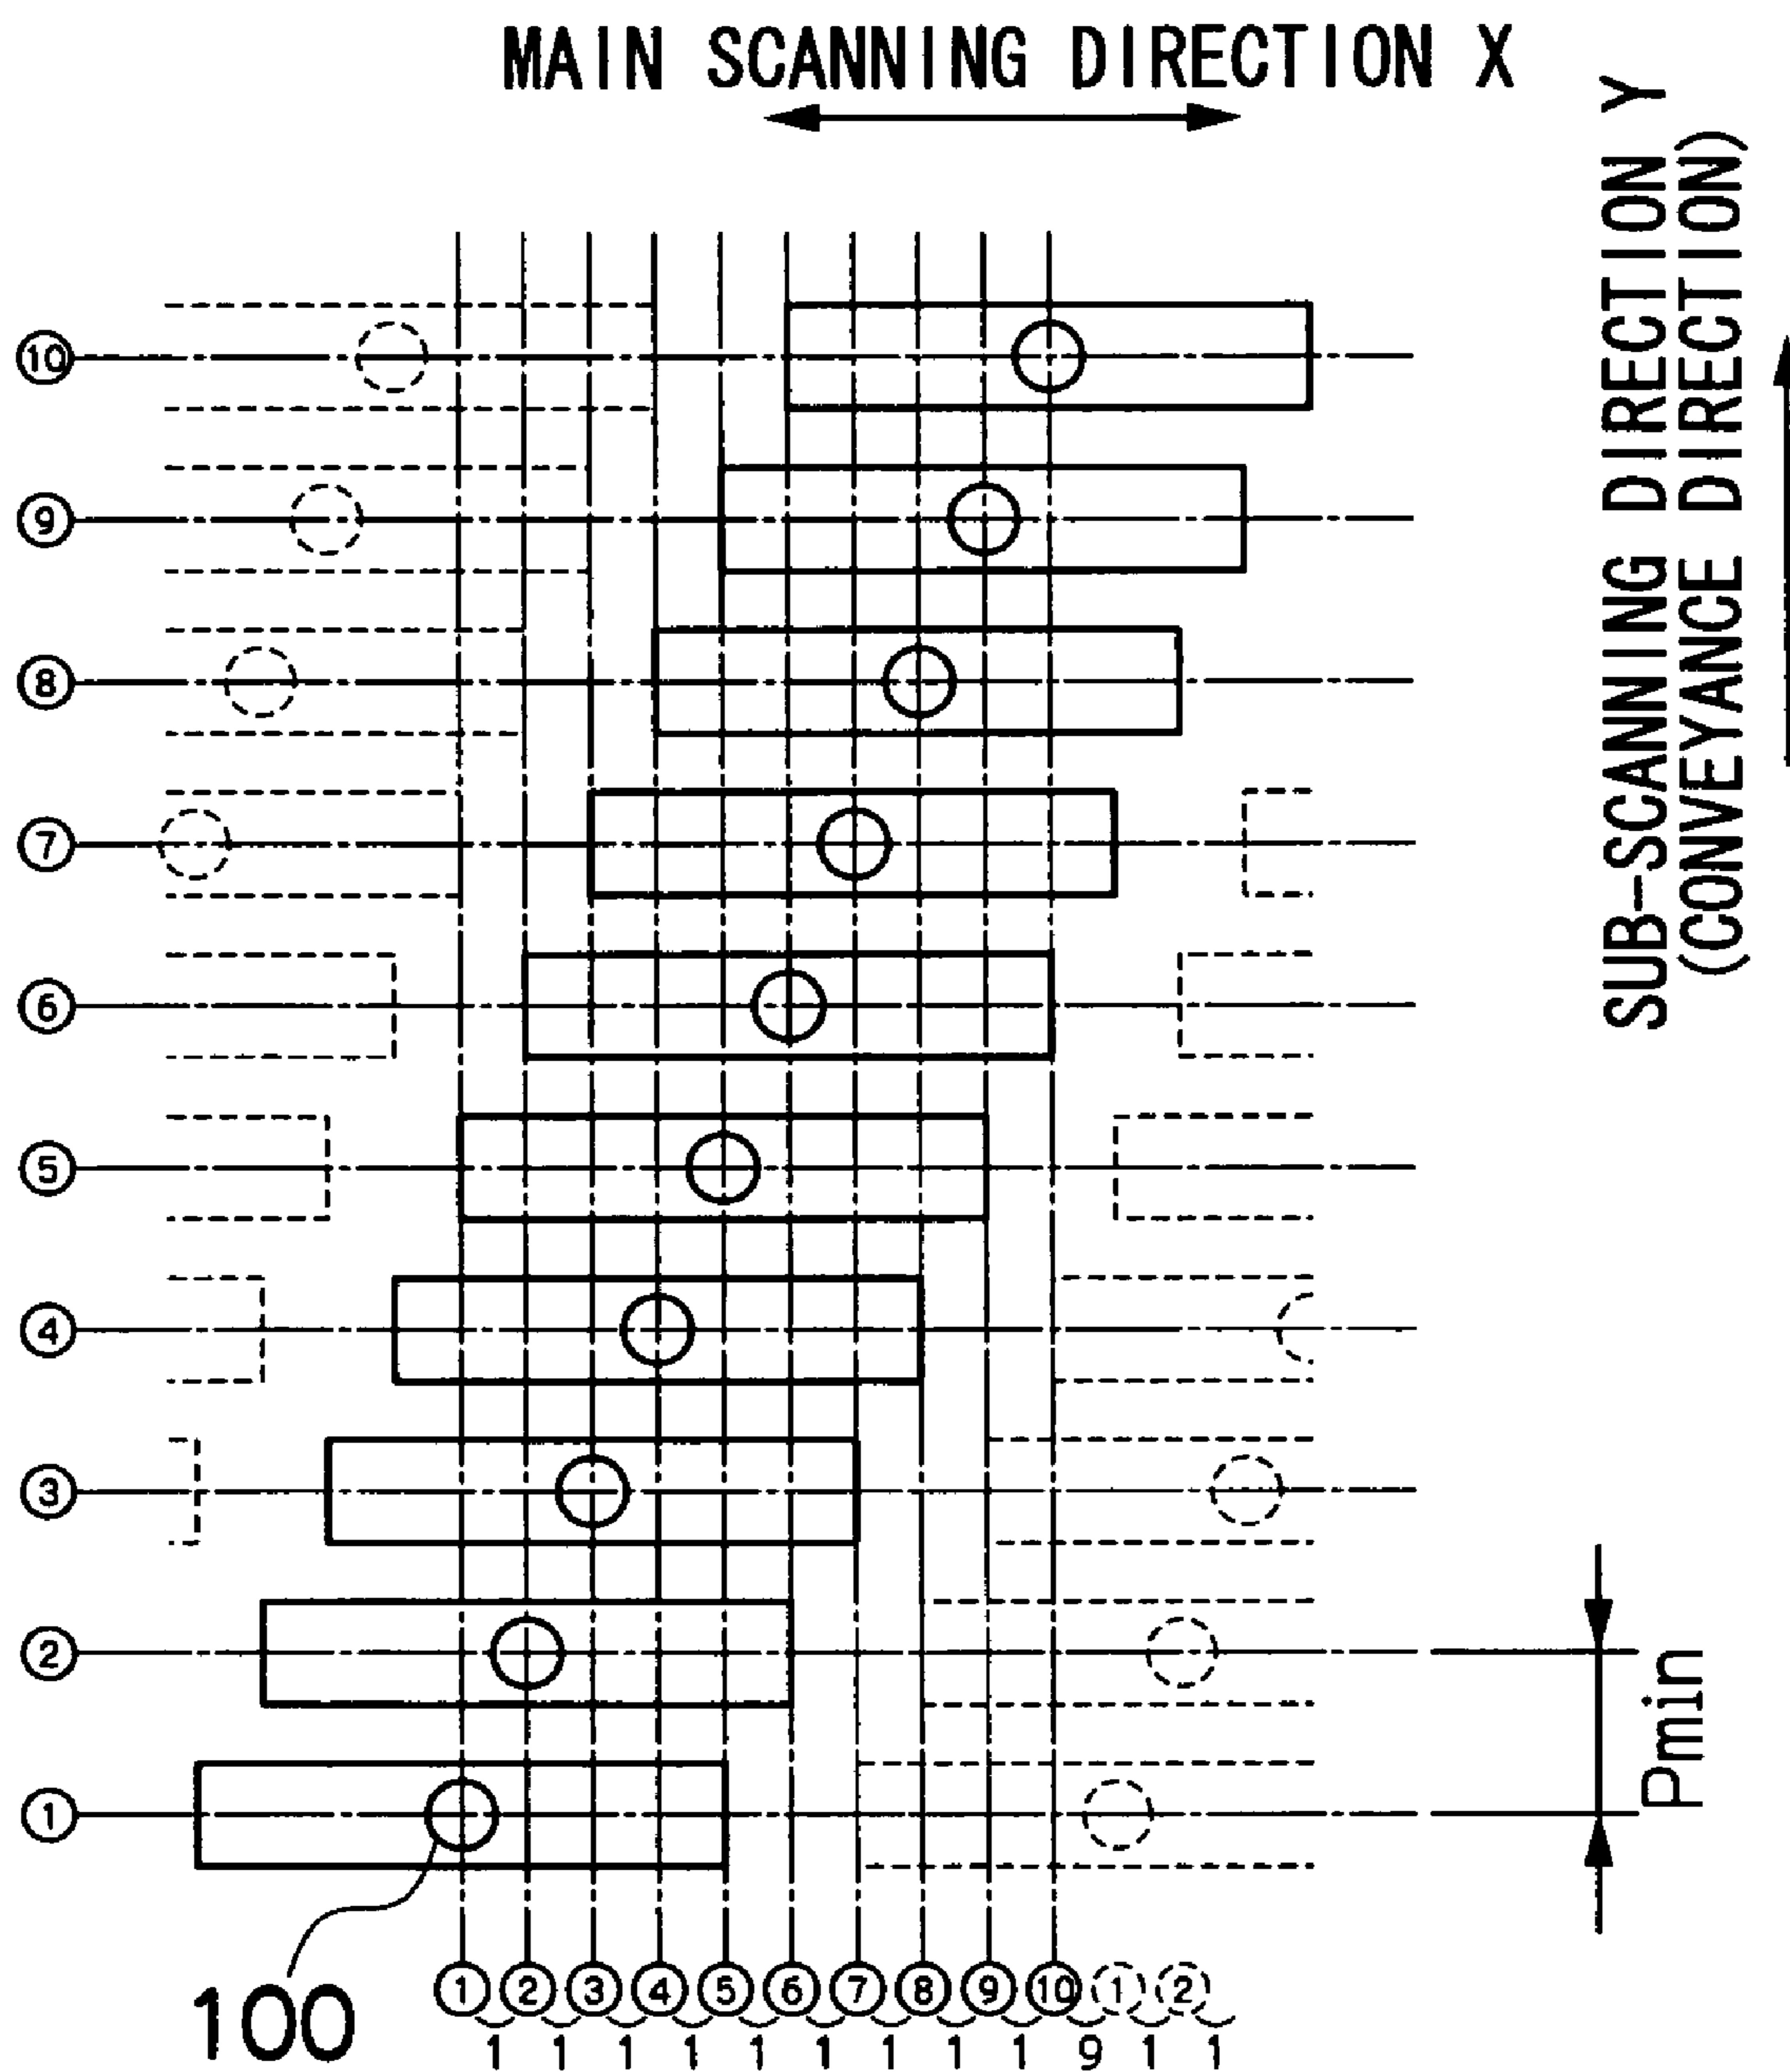 MAIN SCANNING DIRECTION X
SUB-SCANNING DIRECTION Y
(CONVEYANCE DIRECTION)
⑩
⑨
⑧
⑦
⑥
⑤
④
③
②
①
Pmin
100
① ② ③ ④ ⑤ ⑥ ⑦ ⑧ ⑨ ⑩ ① ②
1 1 1 1 1 1 1 1 1 9 1 1